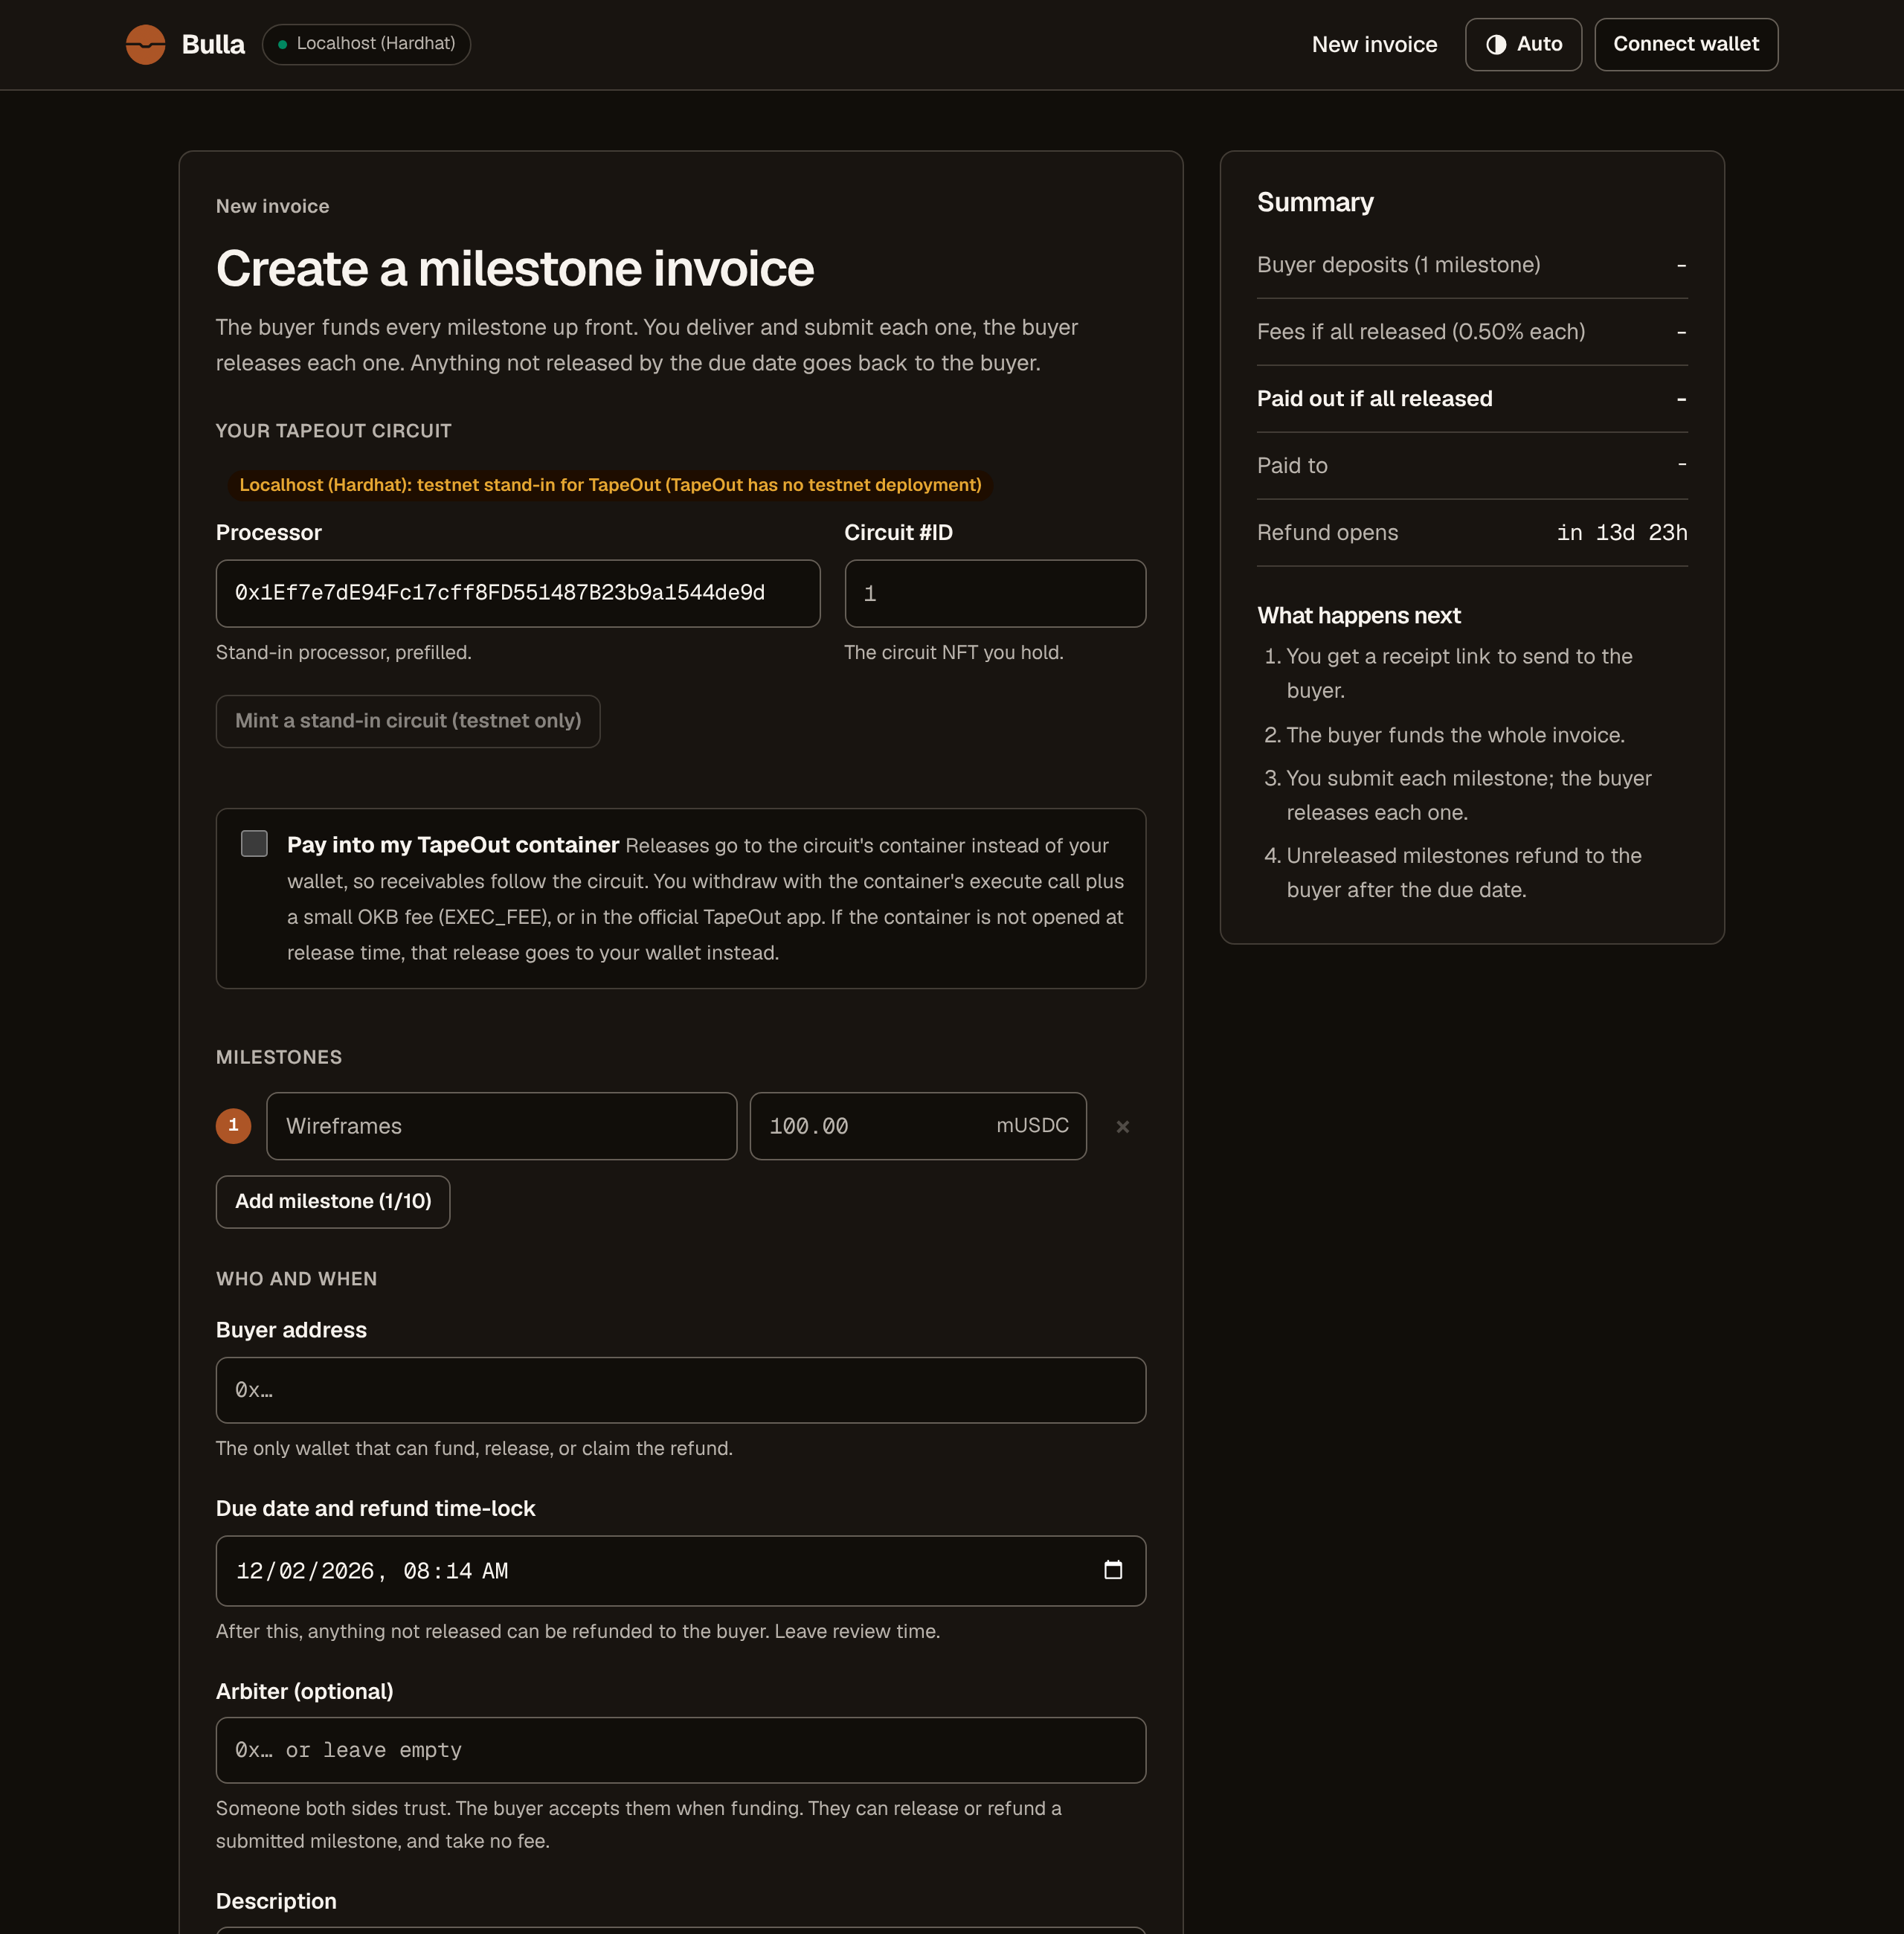 Bulla
Localhost (Hardhat)
New invoice
Auto
Connect wallet
New invoice
Create a milestone invoice
The buyer funds every milestone up front. You deliver and submit each one, the buyer
releases each one. Anything not released by the due date goes back to the buyer.
YOUR TAPEOUT CIRCUIT
Localhost (Hardhat): testnet stand-in for TapeOut (TapeOut has no testnet deployment)
Processor
Circuit #ID
0x1Ef7e7dE94Fc17cff8FD551487B23b9a1544de9d
1
Stand-in processor, prefilled.
The circuit NFT you hold.
Mint a stand-in circuit (testnet only)
Pay into my TapeOut container Releases go to the circuit's container instead of your
wallet, so receivables follow the circuit. You withdraw with the container's execute call plus
a small OKB fee (EXEC_FEE), or in the official TapeOut app. If the container is not opened at
release time, that release goes to your wallet instead.
MILESTONES
1
Wireframes
100.00
mUSDC
×
Add milestone (1/10)
WHO AND WHEN
Buyer address
0x…
The only wallet that can fund, release, or claim the refund.
Due date and refund time-lock
12/02/2026, 08:14 AM
After this, anything not released can be refunded to the buyer. Leave review time.
Arbiter (optional)
0x… or leave empty
Someone both sides trust. The buyer accepts them when funding. They can release or refund a
submitted milestone, and take no fee.
Description
Summary
Buyer deposits (1 milestone) -
Fees if all released (0.50% each) -
Paid out if all released -
Paid to -
Refund opens in 13d 23h
What happens next
1. You get a receipt link to send to the
buyer.
2. The buyer funds the whole invoice.
3. You submit each milestone; the buyer
releases each one.
4. Unreleased milestones refund to the
buyer after the due date.